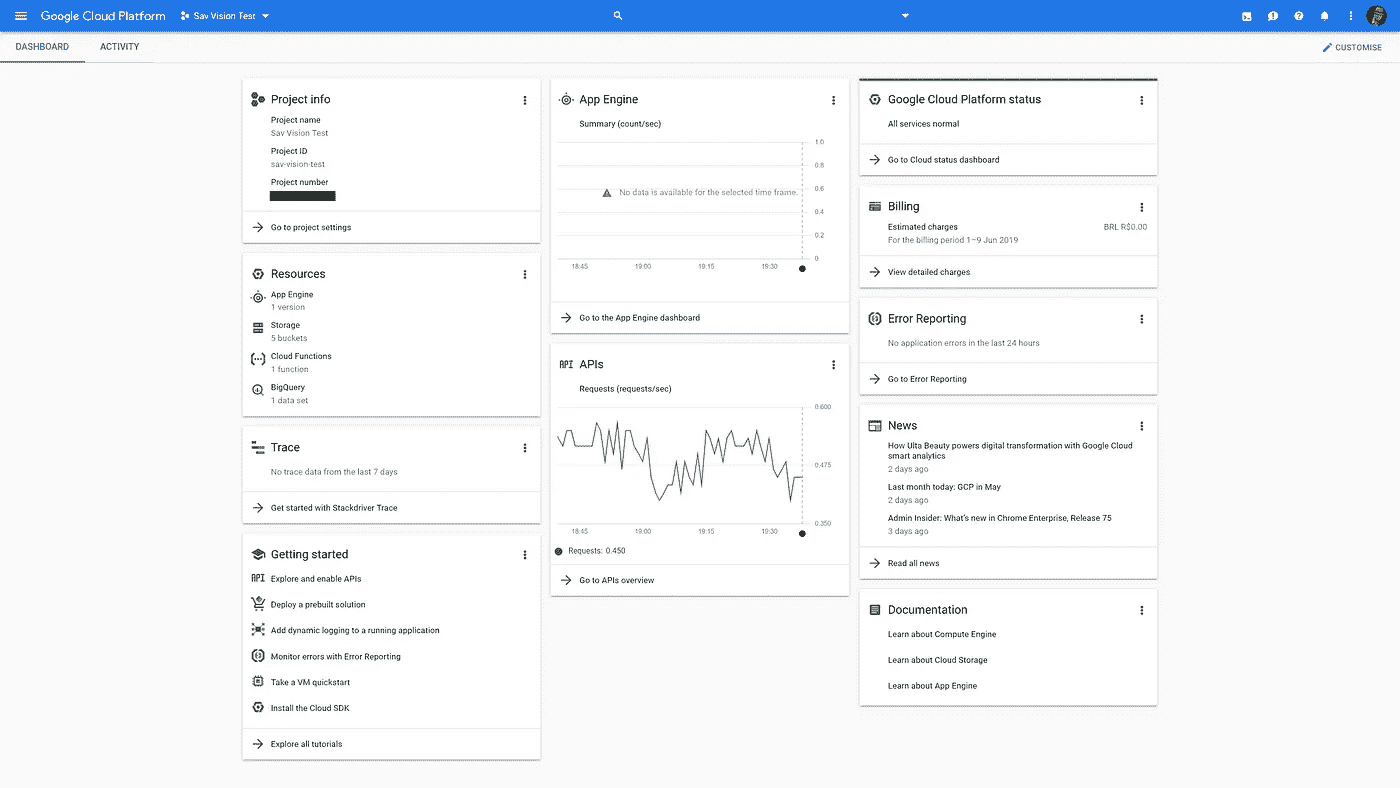 Google Cloud Platform
Sav Vision Test
DASHBOARD
ACTIVITY
CUSTOMISE
Project info
Project name
Sav Vision Test
Project ID
sav-vision-test
Project number
Go to project settings
Resources
App Engine
1 version
Storage
5 buckets
Cloud Functions
1 function
BigQuery
1 data set
Trace
No trace data from the last 7 days
Get started with Stackdriver Trace
Getting started
API Explore and enable APIs
Deploy a prebuilt solution
Add dynamic logging to a running application
Monitor errors with Error Reporting
Take a VM quickstart
Install the Cloud SDK
Explore all tutorials
App Engine
Summary (count/sec)
1.0
0.8
No data is available for the selected time frame.
0.6
0.4
0.2
0
18:45 19:00 19:15 19:30
Go to the App Engine dashboard
API APIs
Requests (requests/sec)
0.600
0.475
0.350
18:45 19:00 19:15 19:30
Requests: 0.450
Go to APIs overview
Google Cloud Platform status
All services normal
Go to Cloud status dashboard
Billing
Estimated charges BRL R$0.00
For the billing period 1–9 Jun 2019
View detailed charges
Error Reporting
No application errors in the last 24 hours
Go to Error Reporting
News
How Ulta Beauty powers digital transformation with Google Cloud
smart analytics
2 days ago
Last month today: GCP in May
2 days ago
Admin Insider: What's new in Chrome Enterprise, Release 75
3 days ago
Read all news
Documentation
Learn about Compute Engine
Learn about Cloud Storage
Learn about App Engine